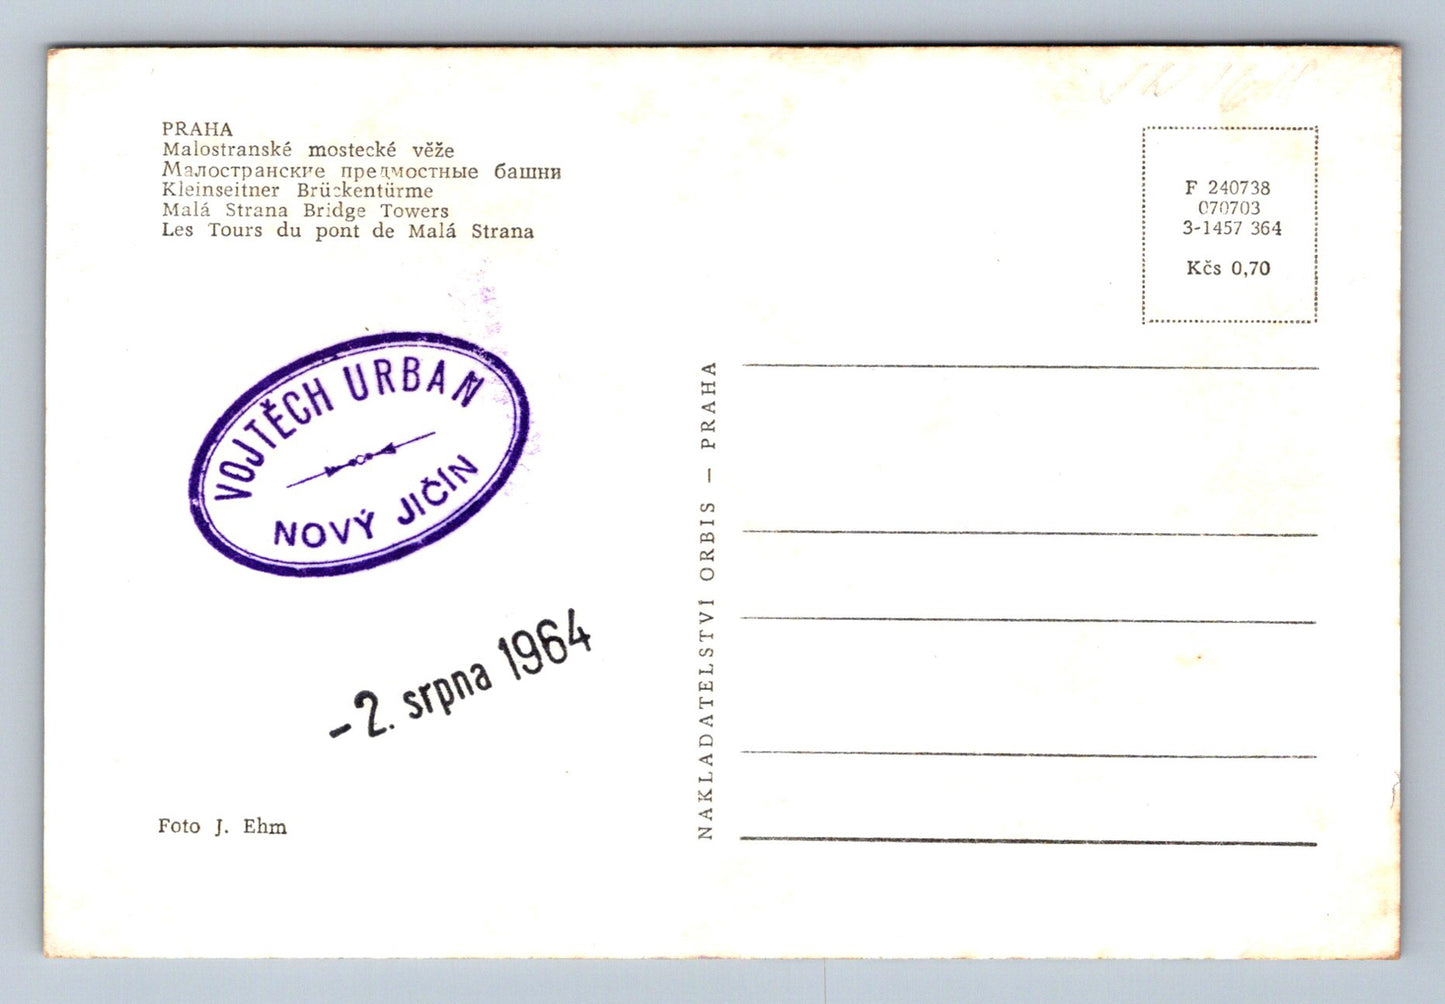 PRAHA
Malostranské mostecké věže
Малостранские предмостные башни
Kleinseitner Brückentürme
Malá Strana Bridge Towers
Les Tours du pont de Malá Strana
VOJTĚCH URBAN
NOVÝ JIČÍN
-2. srpna 1964
Foto J. Ehm
NAKLADATELSTVÍ ORBIS — PRAHA
F 240738
070703
3-1457 364
Kčs 0,70